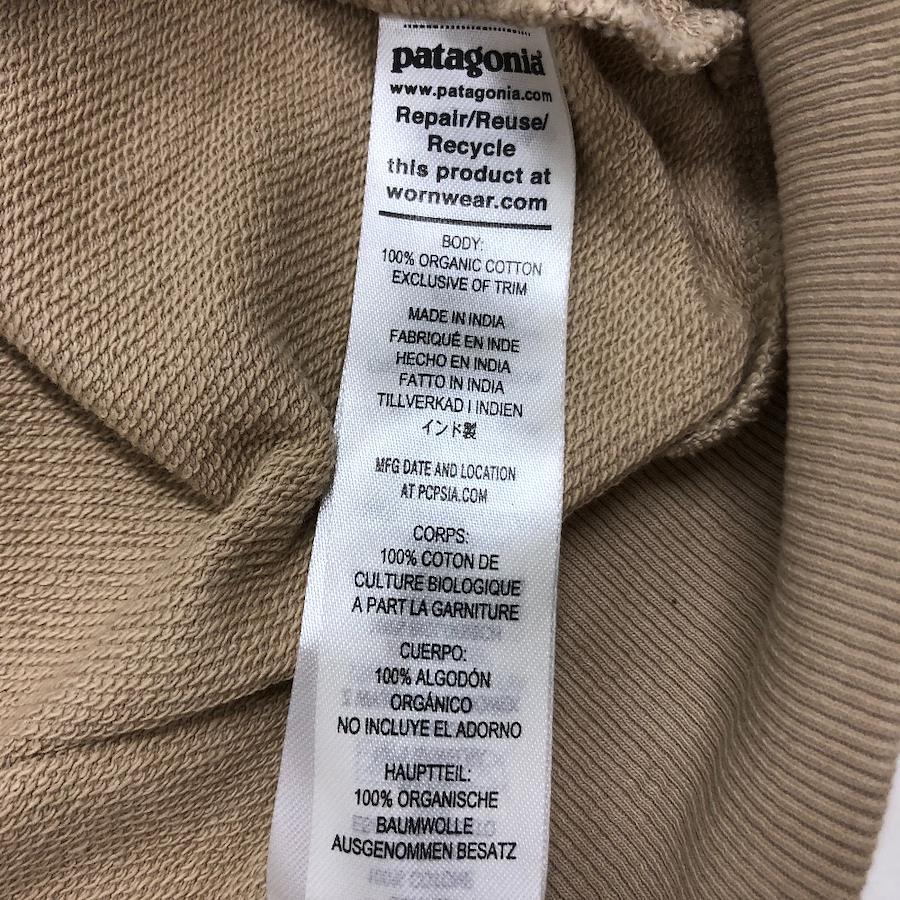 patagonia
www.patagonia.com
Repair/Reuse/
Recycle
this product at
wornwear.com
BODY:
100% ORGANIC COTTON
EXCLUSIVE OF TRIM
MADE IN INDIA
FABRIQUÉ EN INDE
HECHO EN INDIA
FATTO IN INDIA
TILLVERKAD I INDIEN
インド製
MFG DATE AND LOCATION
AT PCPSIA.COM
CORPS:
100% COTON DE
CULTURE BIOLOGIQUE
A PART LA GARNITURE
CUERPO:
100% ALGODÓN
ORGÁNICO
NO INCLUYE EL ADORNO
HAUPTTEIL:
100% ORGANISCHE
BAUMWOLLE
AUSGENOMMEN BESATZ